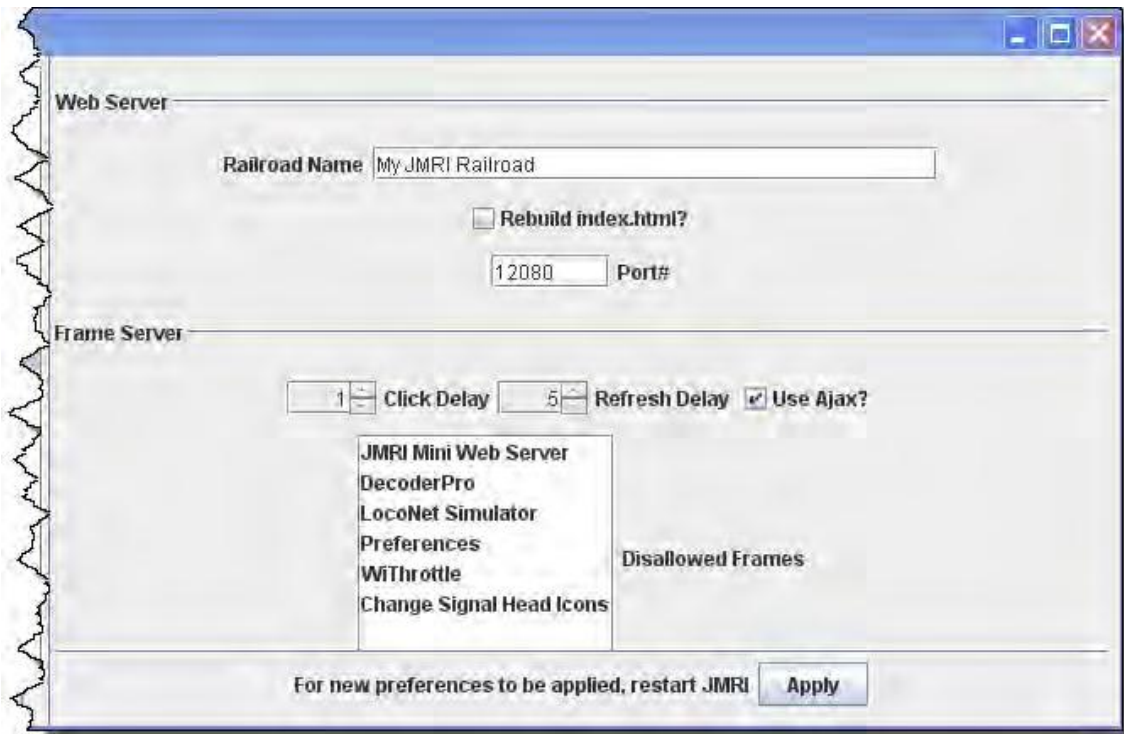 Web Server
Railroad Name My JMRI Railroad
Rebuild index.html?
12080 Port#
Frame Server
1 Click Delay 5 Refresh Delay Use Ajax?
JMRI Mini Web Server
DecoderPro
LocoNet Simulator
Preferences
WiThrottle
Change Signal Head Icons
Disallowed Frames
For new preferences to be applied, restart JMRI Apply